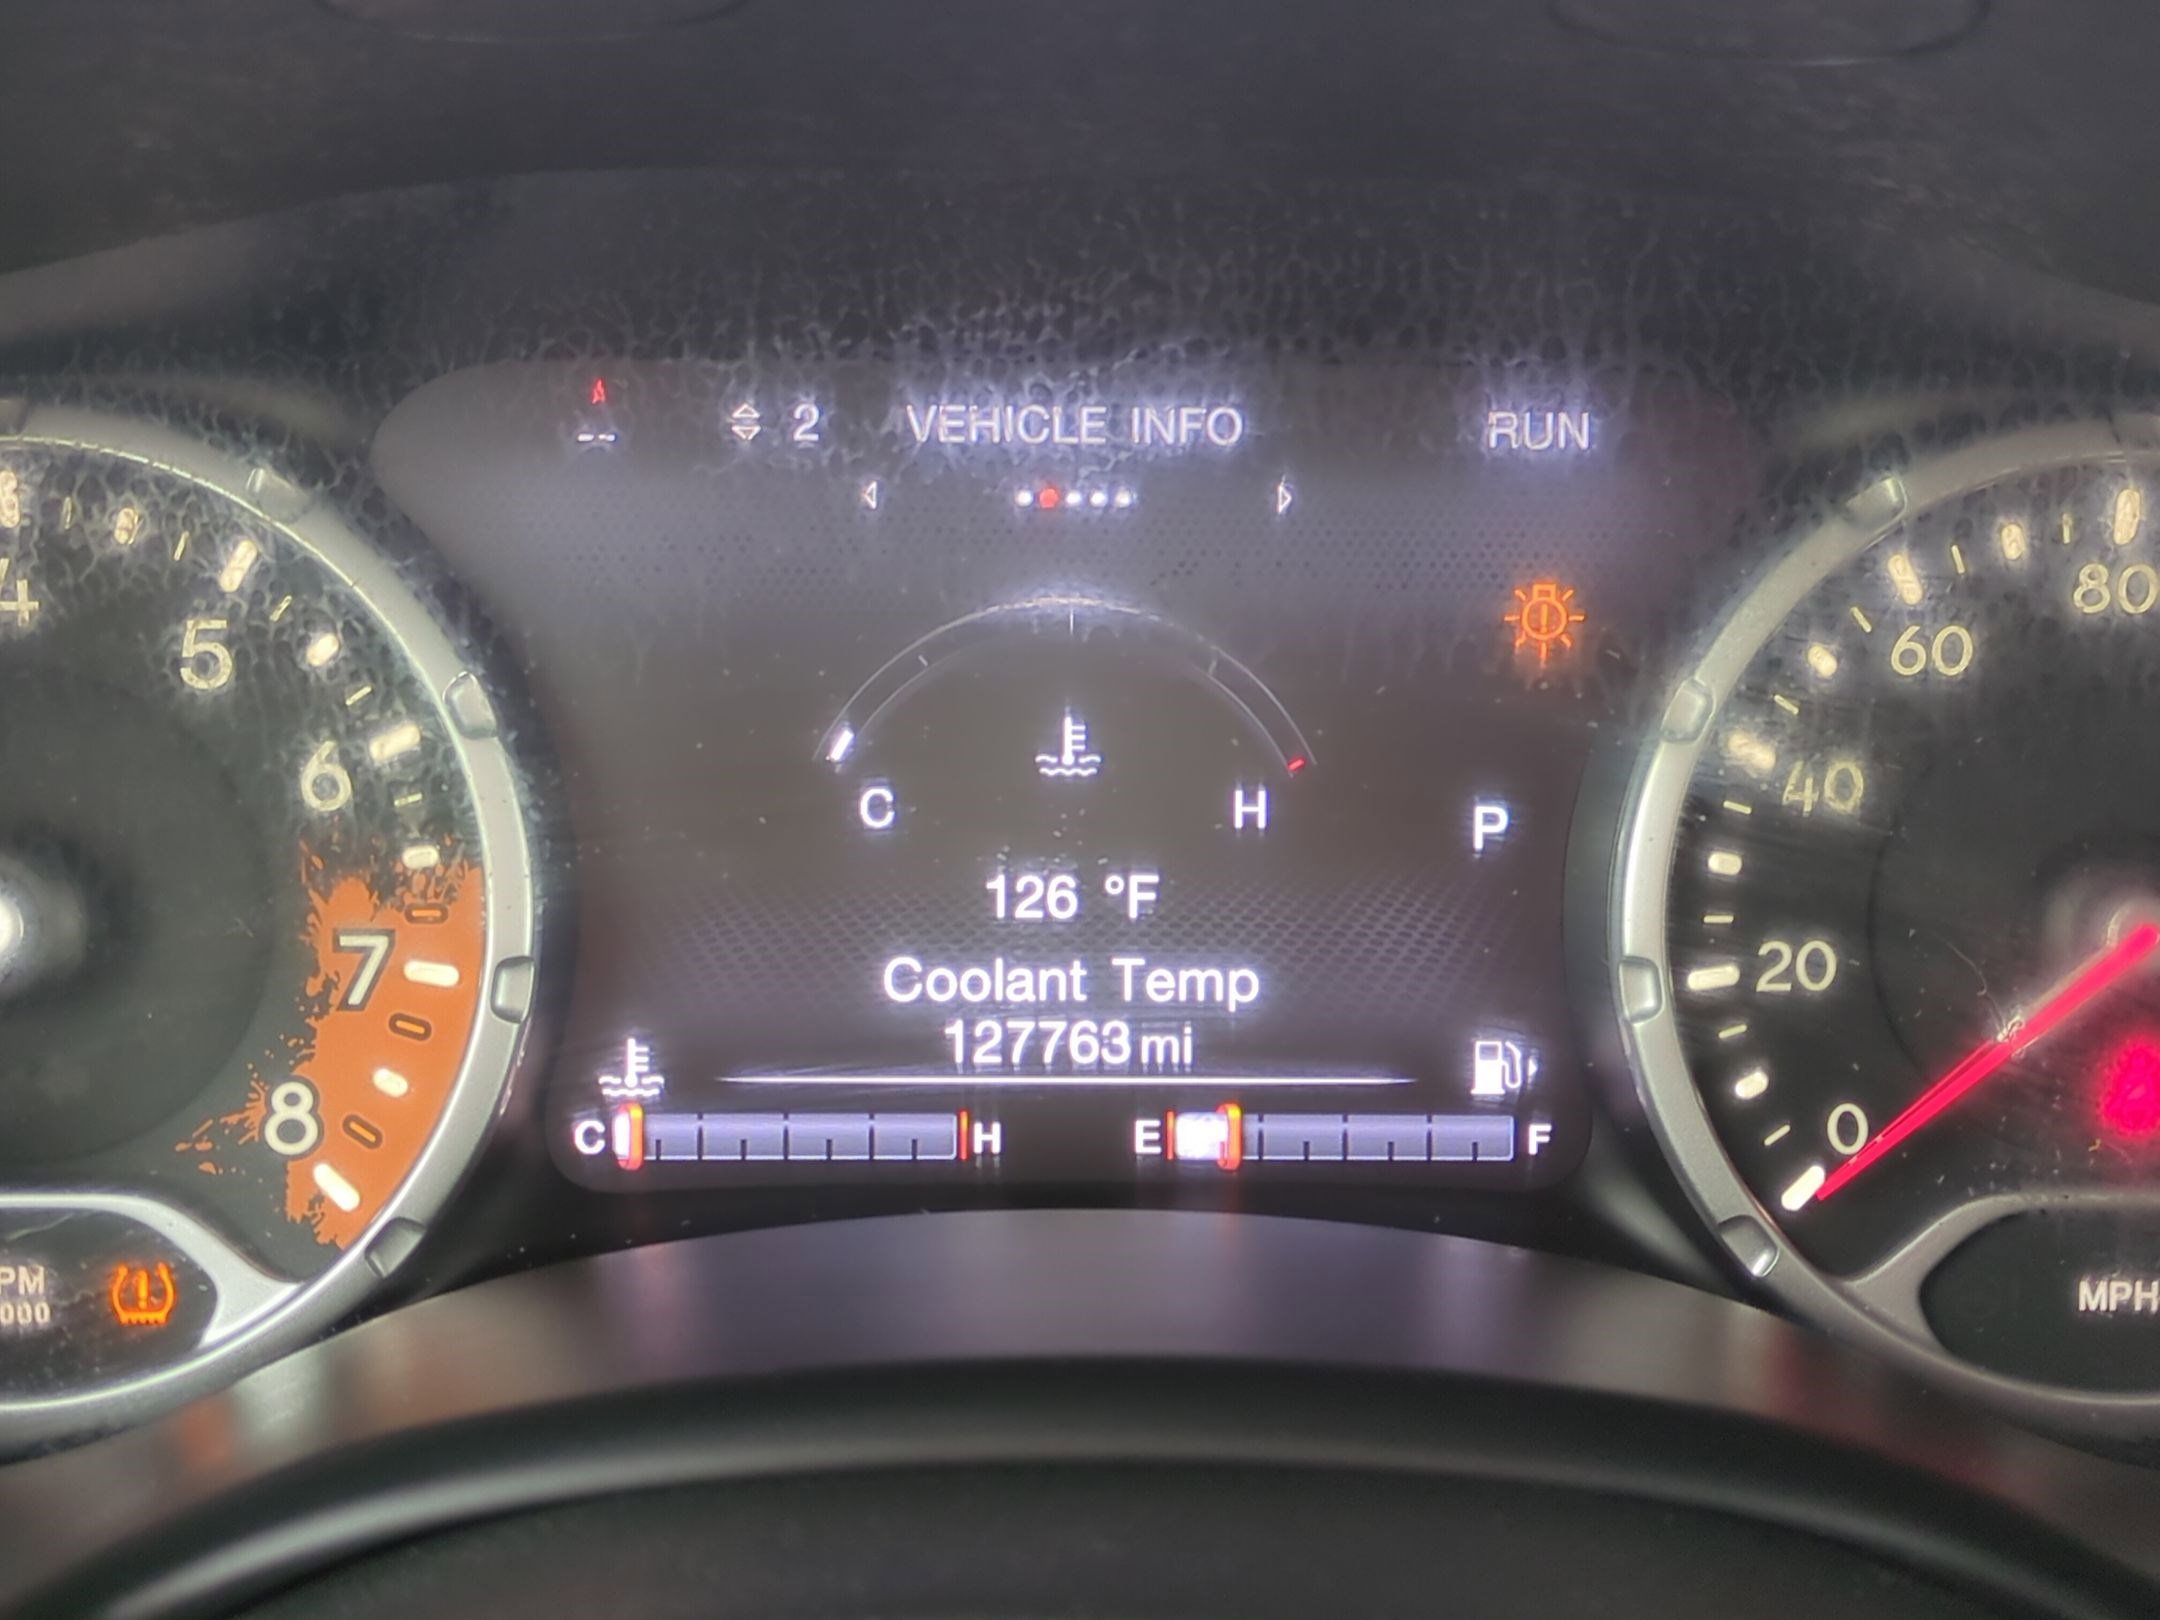 -- 2 VEHICLE INFO RUN
4 5 6 7 8
80 60 40 20 0
C H P
126 °F
Coolant Temp
127763 mi
C H E F
MPH